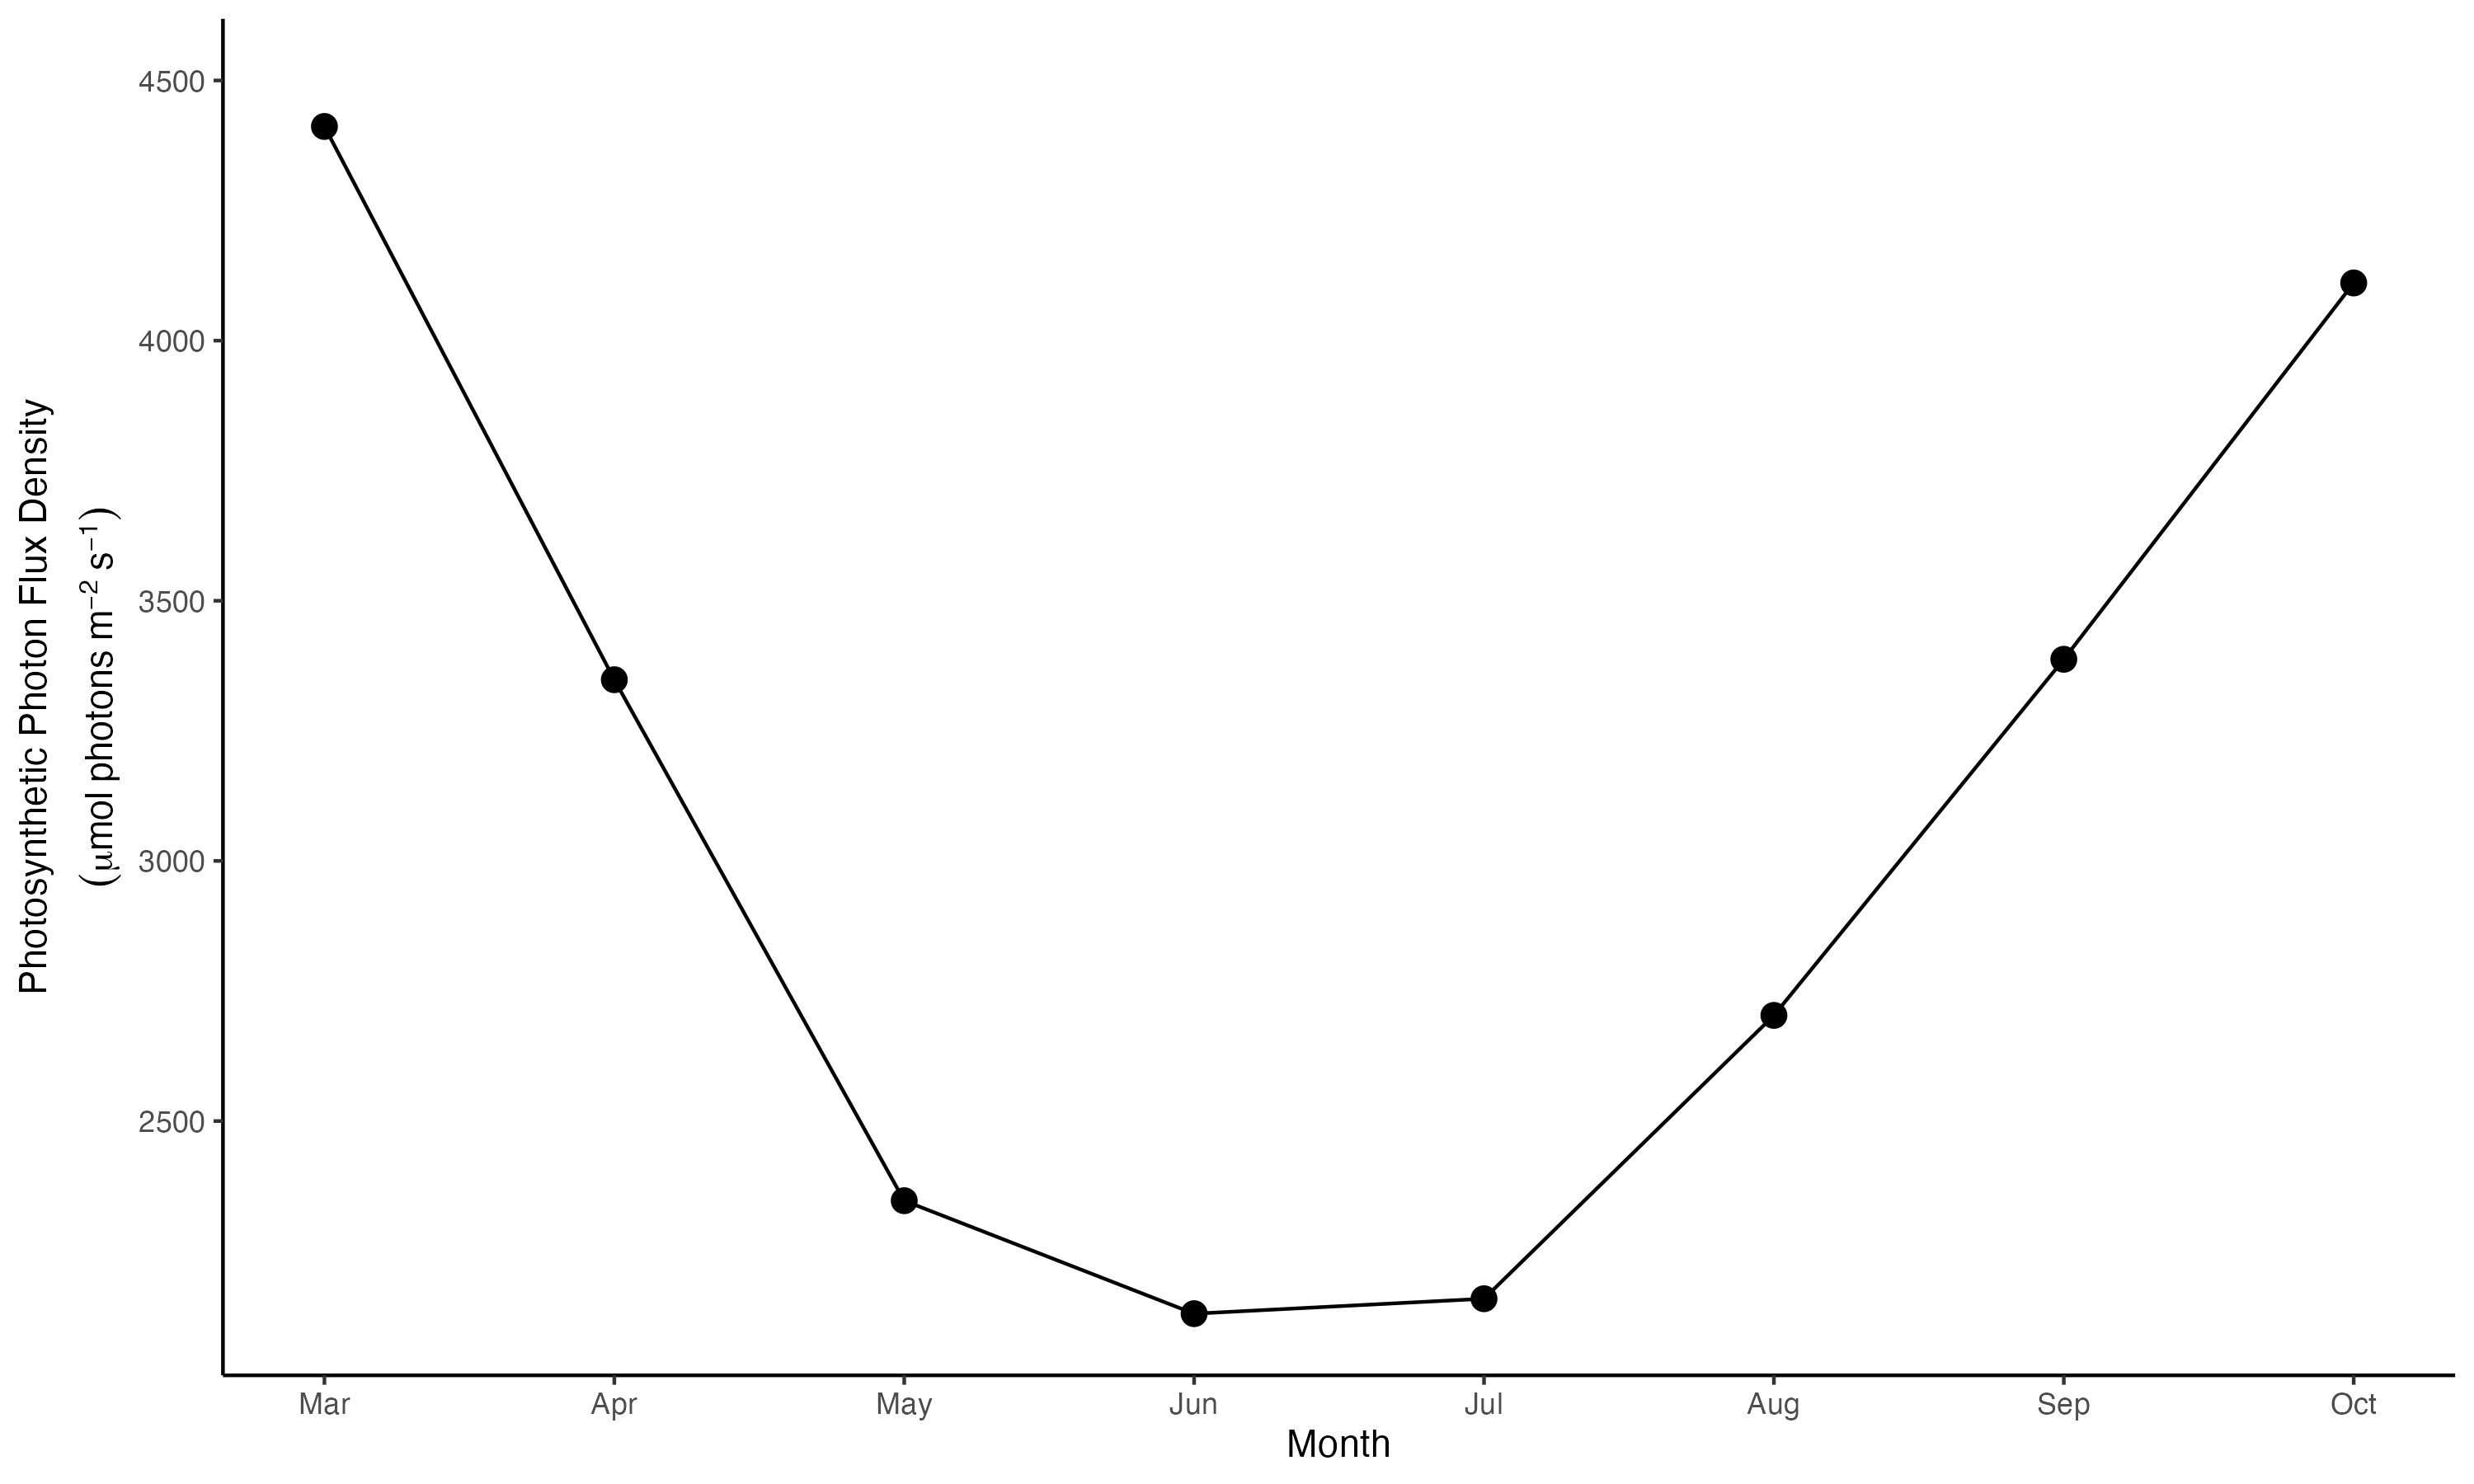 Photosynthetic Photon Flux Density
(μmol photons m⁻² s⁻¹)
4500
4000
3500
3000
2500
Mar Apr May Jun Jul Aug Sep Oct
Month